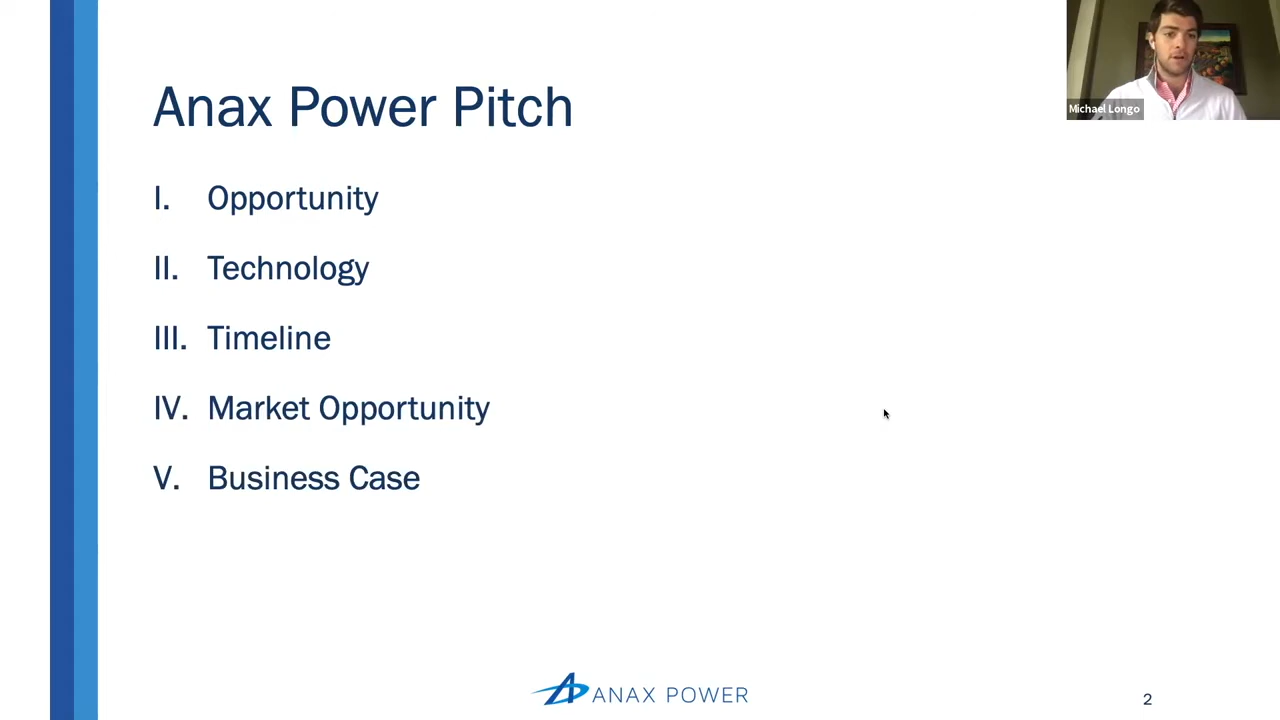 Anax Power Pitch
I. Opportunity
II. Technology
III. Timeline
IV. Market Opportunity
V. Business Case
Michael Longo
ANAX POWER
2